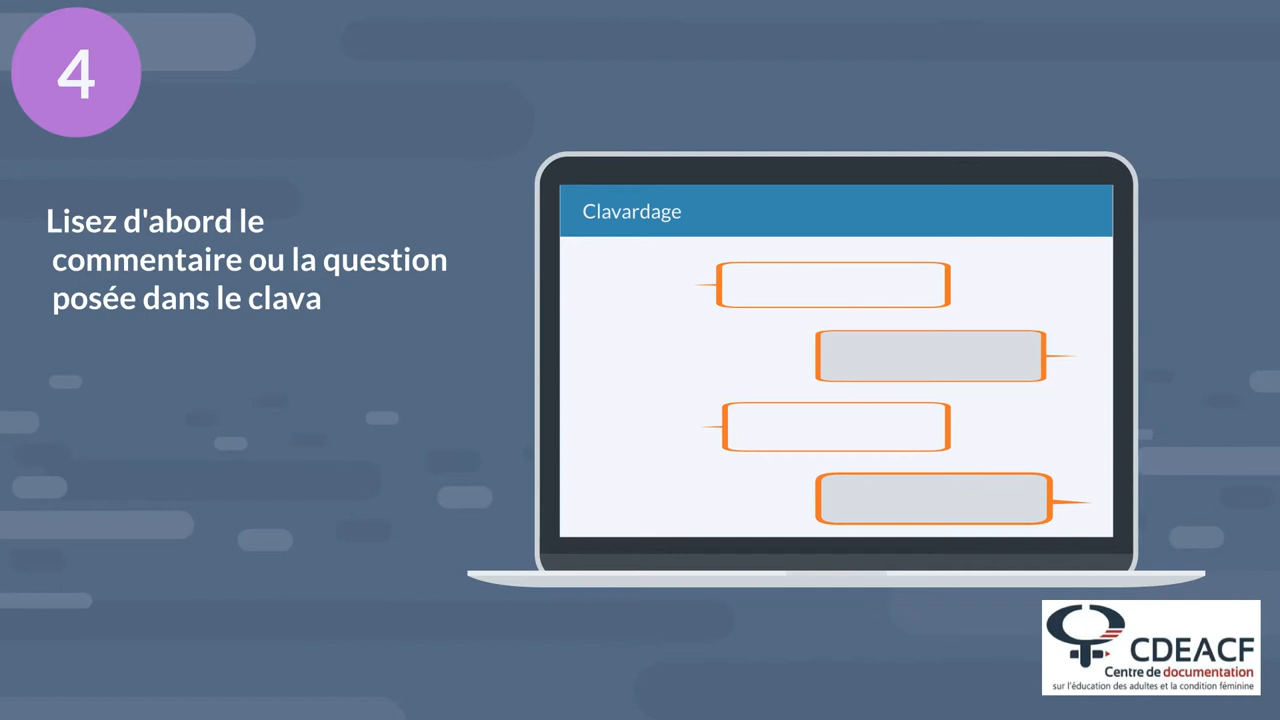 4
Lisez d'abord le
commentaire ou la question
posée dans le clava
Clavardage
CDEACF
Centre de documentation
sur l'éducation des adultes et la condition féminine